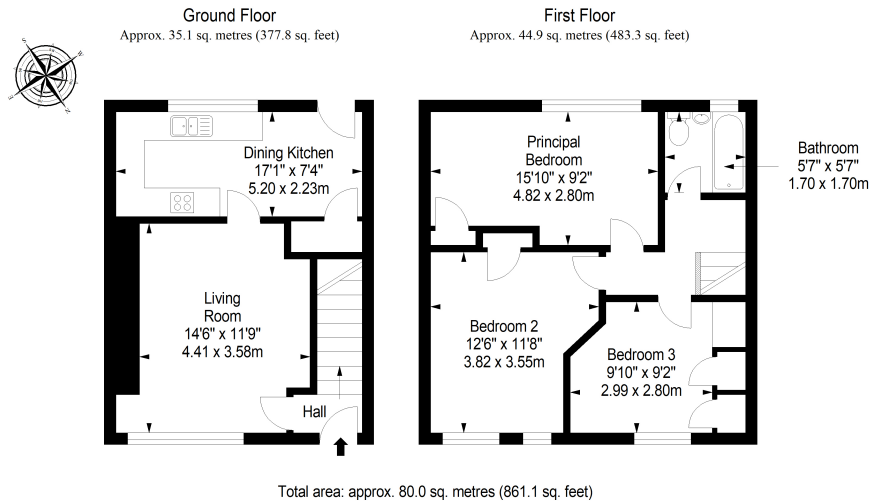 Ground Floor
Approx. 35.1 sq. metres (377.8 sq. feet)
First Floor
Approx. 44.9 sq. metres (483.3 sq. feet)
S
W
E
N
Dining Kitchen
17'1" x 7'4"
5.20 x 2.23m
Living
Room
14'6" x 11'9"
4.41 x 3.58m
Hall
Principal
Bedroom
15'10" x 9'2"
4.82 x 2.80m
Bathroom
5'7" x 5'7"
1.70 x 1.70m
Bedroom 2
12'6" x 11'8"
3.82 x 3.55m
Bedroom 3
9'10" x 9'2"
2.99 x 2.80m
Total area: approx. 80.0 sq. metres (861.1 sq. feet)